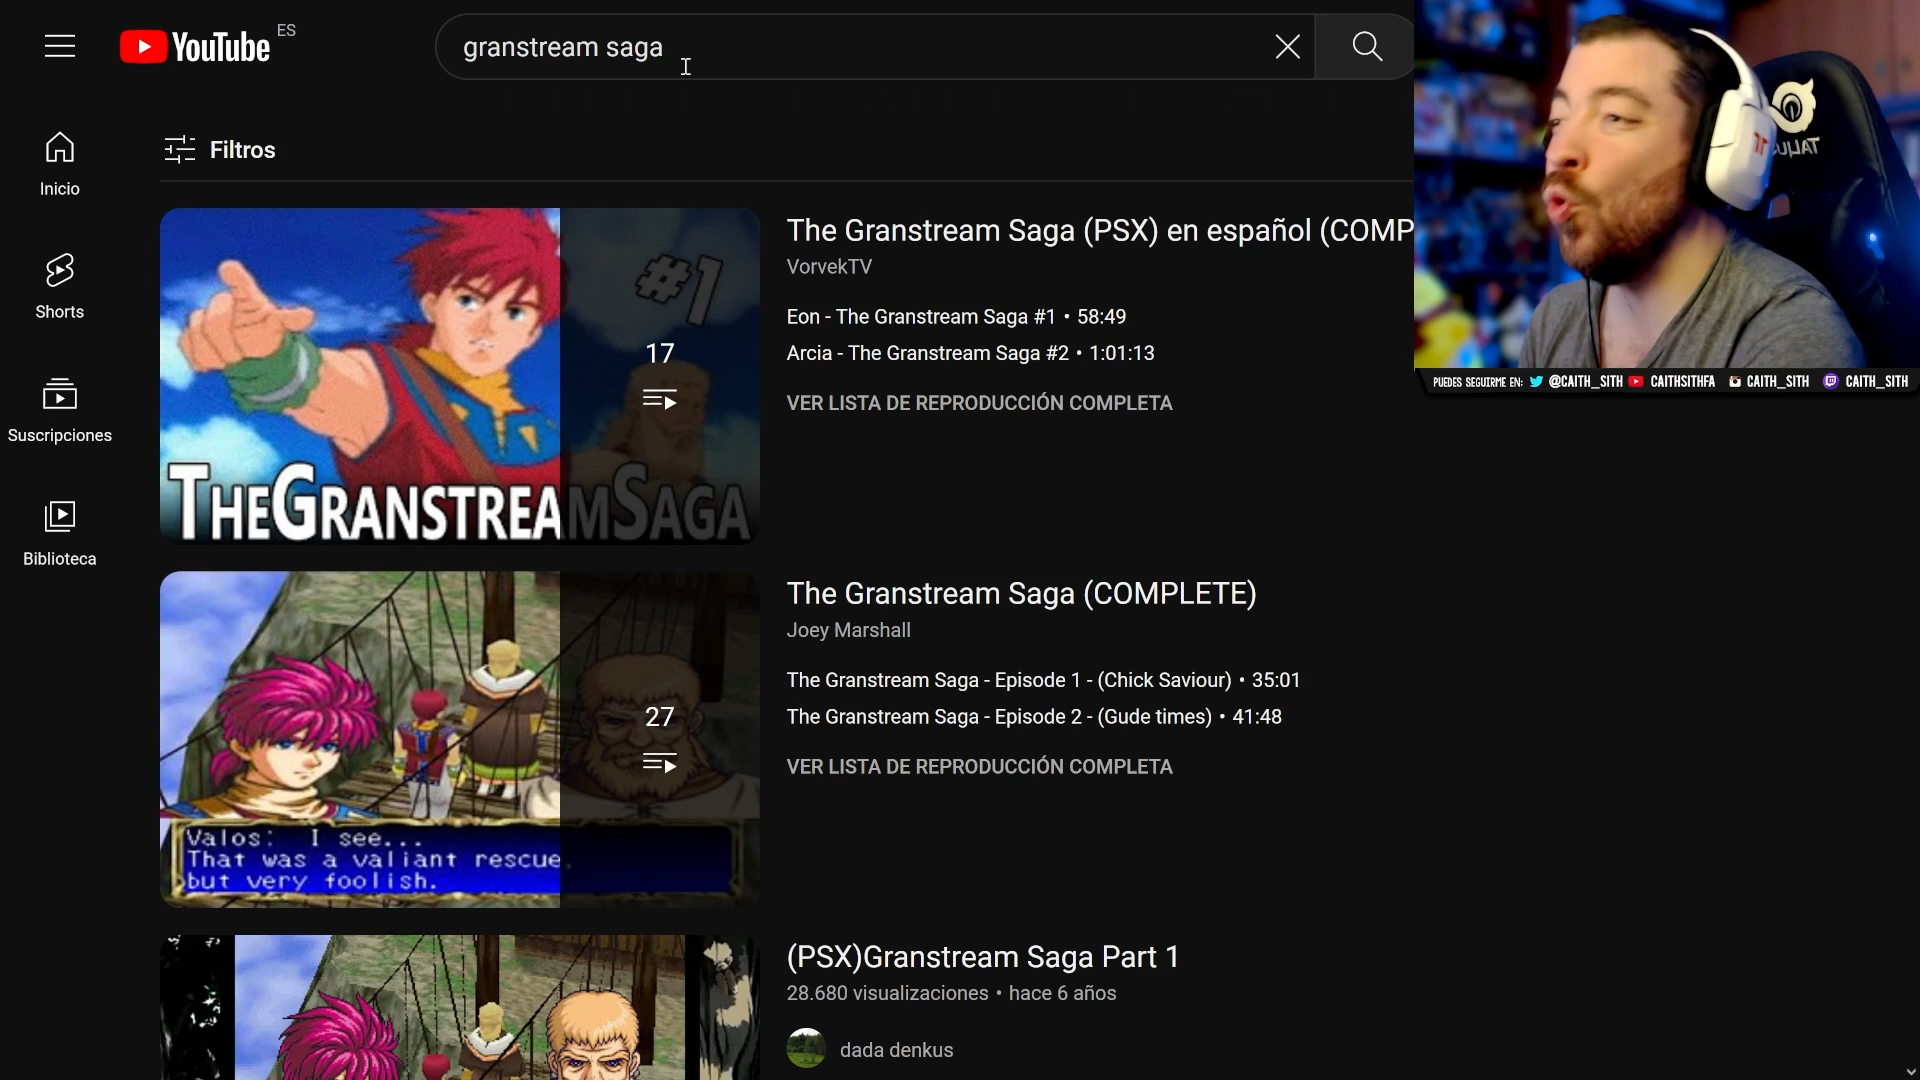 YouTube
ES
granstream saga
Filtros
Inicio
Shorts
Suscripciones
Biblioteca
#1
17
THEGRANSTREAMSAGA
The Granstream Saga (PSX) en español (COMP
VorvekTV
Eon - The Granstream Saga #1 • 58:49
Arcia - The Granstream Saga #2 • 1:01:13
VER LISTA DE REPRODUCCIÓN COMPLETA
PUEDES SEGUIRME EN: @CAITH_SITH CAITHSITHFA CAITH_SITH CAITH_SITH
27
Valos: I see...
That was a valiant rescue,
but very foolish.
The Granstream Saga (COMPLETE)
Joey Marshall
The Granstream Saga - Episode 1 - (Chick Saviour) • 35:01
The Granstream Saga - Episode 2 - (Gude times) • 41:48
VER LISTA DE REPRODUCCIÓN COMPLETA
(PSX)Granstream Saga Part 1
28.680 visualizaciones • hace 6 años
dada denkus